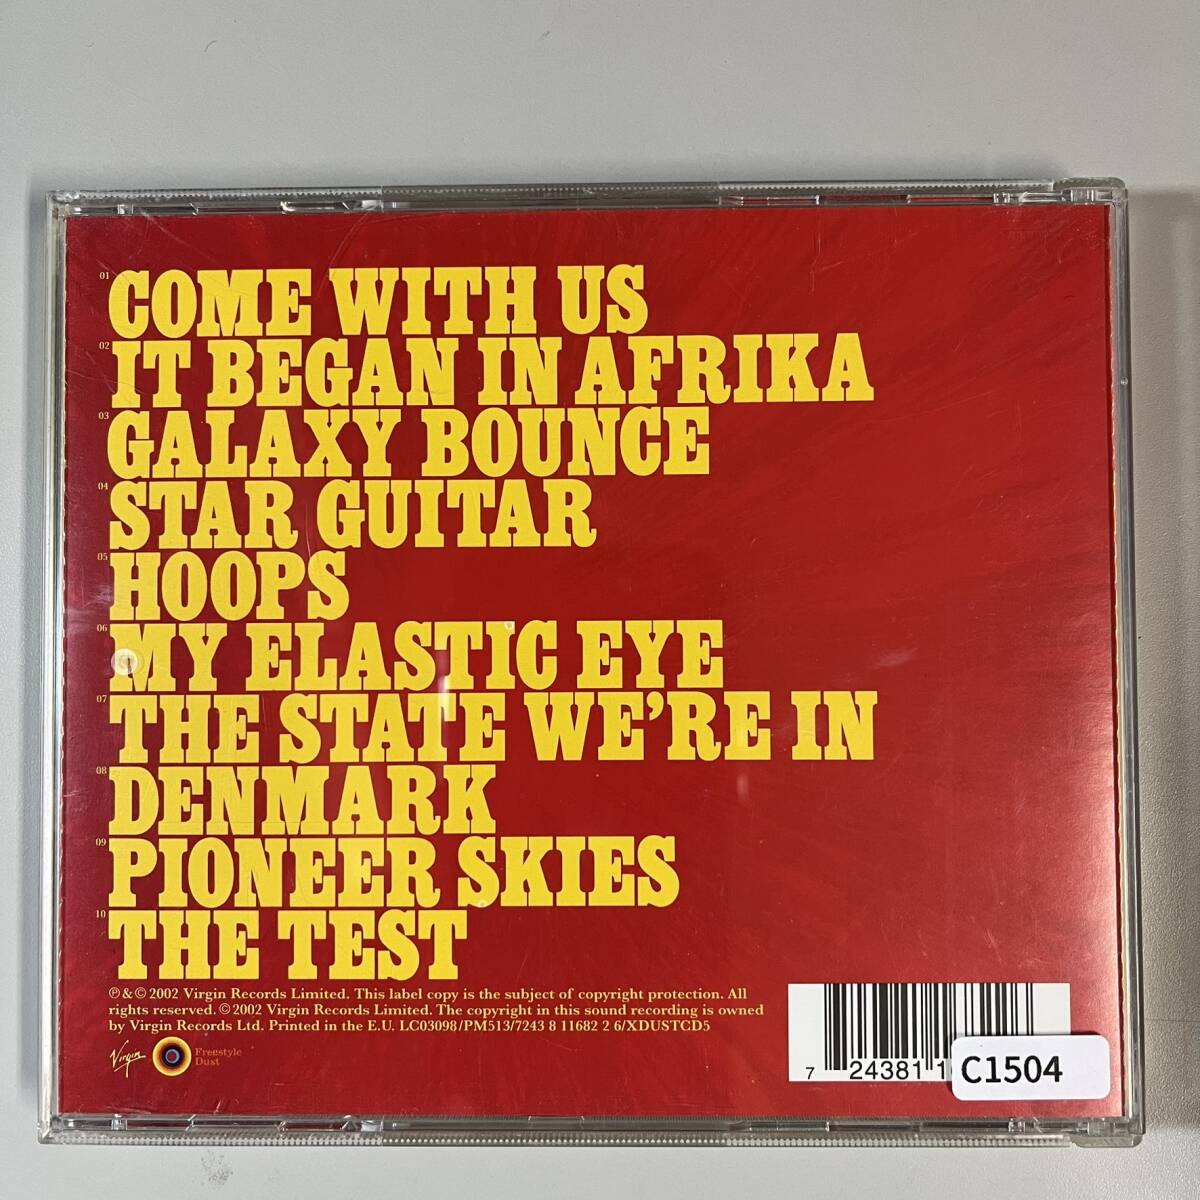 01 COME WITH US
02 IT BEGAN IN AFRIKA
03 GALAXY BOUNCE
04 STAR GUITAR
05 HOOPS
06 MY ELASTIC EYE
07 THE STATE WE'RE IN
08 DENMARK
09 PIONEER SKIES
10 THE TEST
℗ & © 2002 Virgin Records Limited. This label copy is the subject of copyright protection. All
rights reserved. © 2002 Virgin Records Ltd. The copyright in this sound recording is owned
by Virgin Records Ltd. Printed in the E.U. LC03098/PM513/7243 8 11682 2 6/XDUSTCD5
Virgin
Freestyle
Dust
7 24381 1
C1504